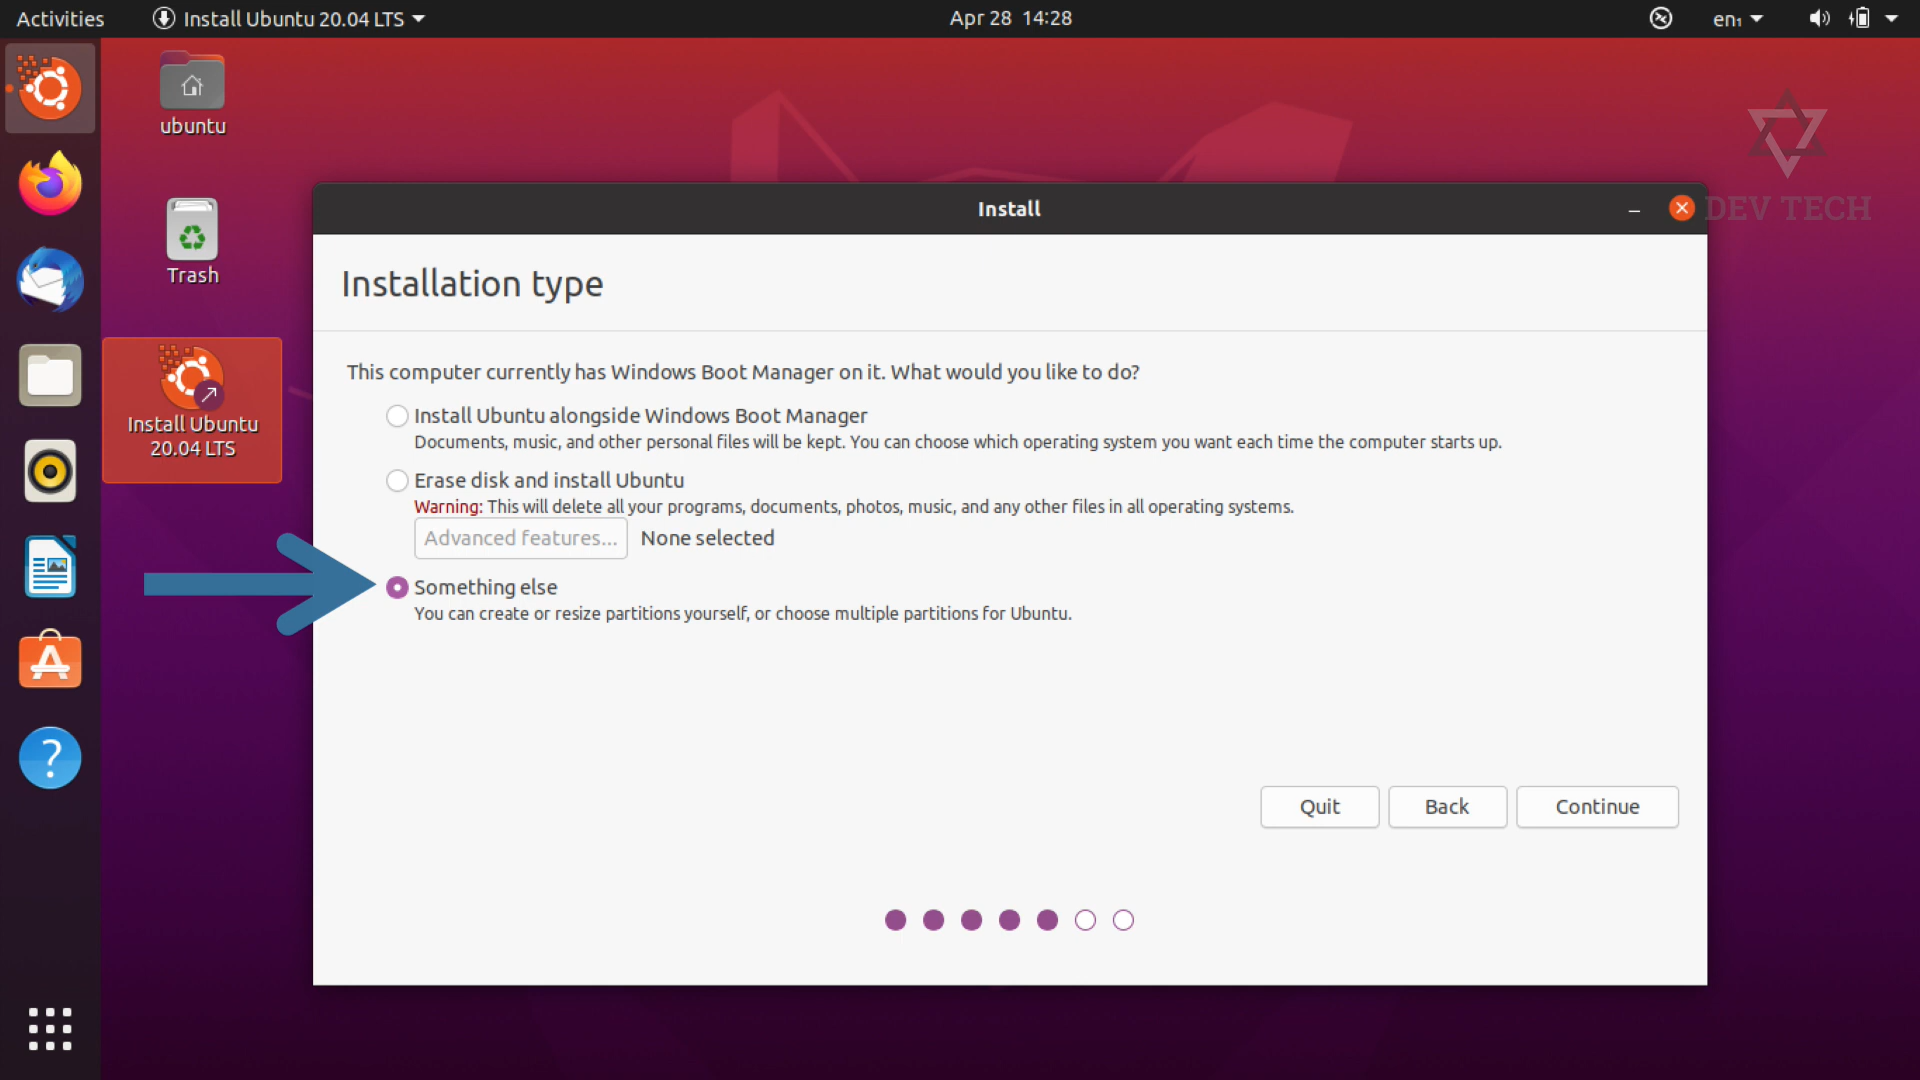 Activities
Install Ubuntu 20.04 LTS
Apr 28 14:28
en₁
ubuntu
Trash
Install Ubuntu
20.04 LTS
DEV TECH
Install
Installation type
This computer currently has Windows Boot Manager on it. What would you like to do?
Install Ubuntu alongside Windows Boot Manager
Documents, music, and other personal files will be kept. You can choose which operating system you want each time the computer starts up.
Erase disk and install Ubuntu
Warning: This will delete all your programs, documents, photos, music, and any other files in all operating systems.
Advanced features... None selected
Something else
You can create or resize partitions yourself, or choose multiple partitions for Ubuntu.
Quit Back Continue